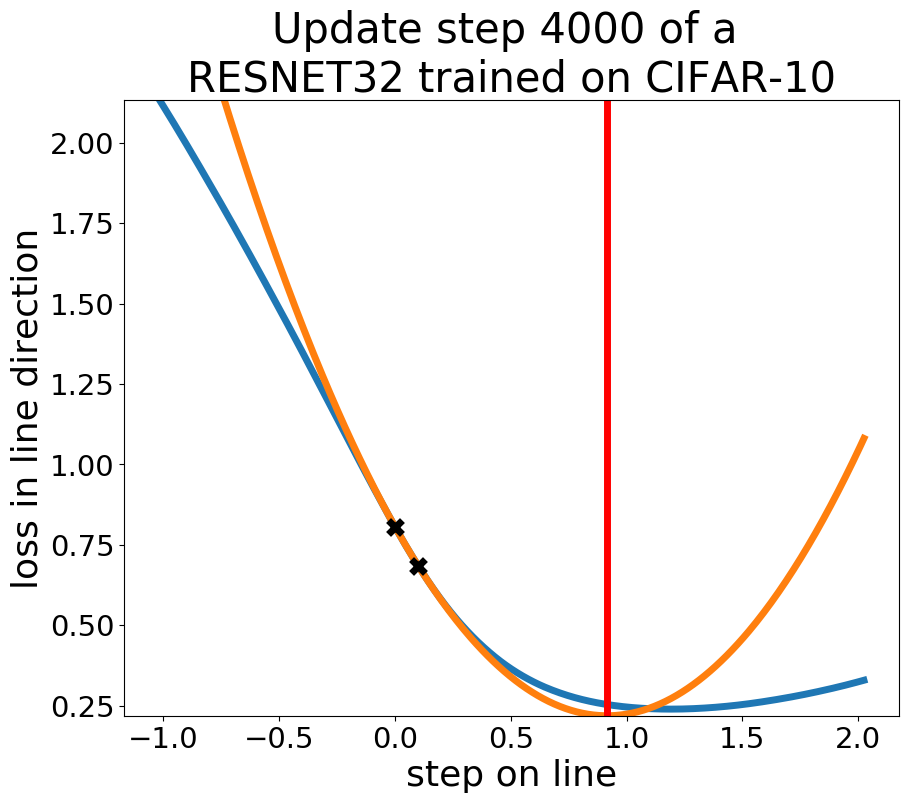 Update step 4000 of a
RESNET32 trained on CIFAR-10
loss in line direction
2.00
1.75
1.50
1.25
1.00
0.75
0.50
0.25
−1.0 −0.5 0.0 0.5 1.0 1.5 2.0
step on line